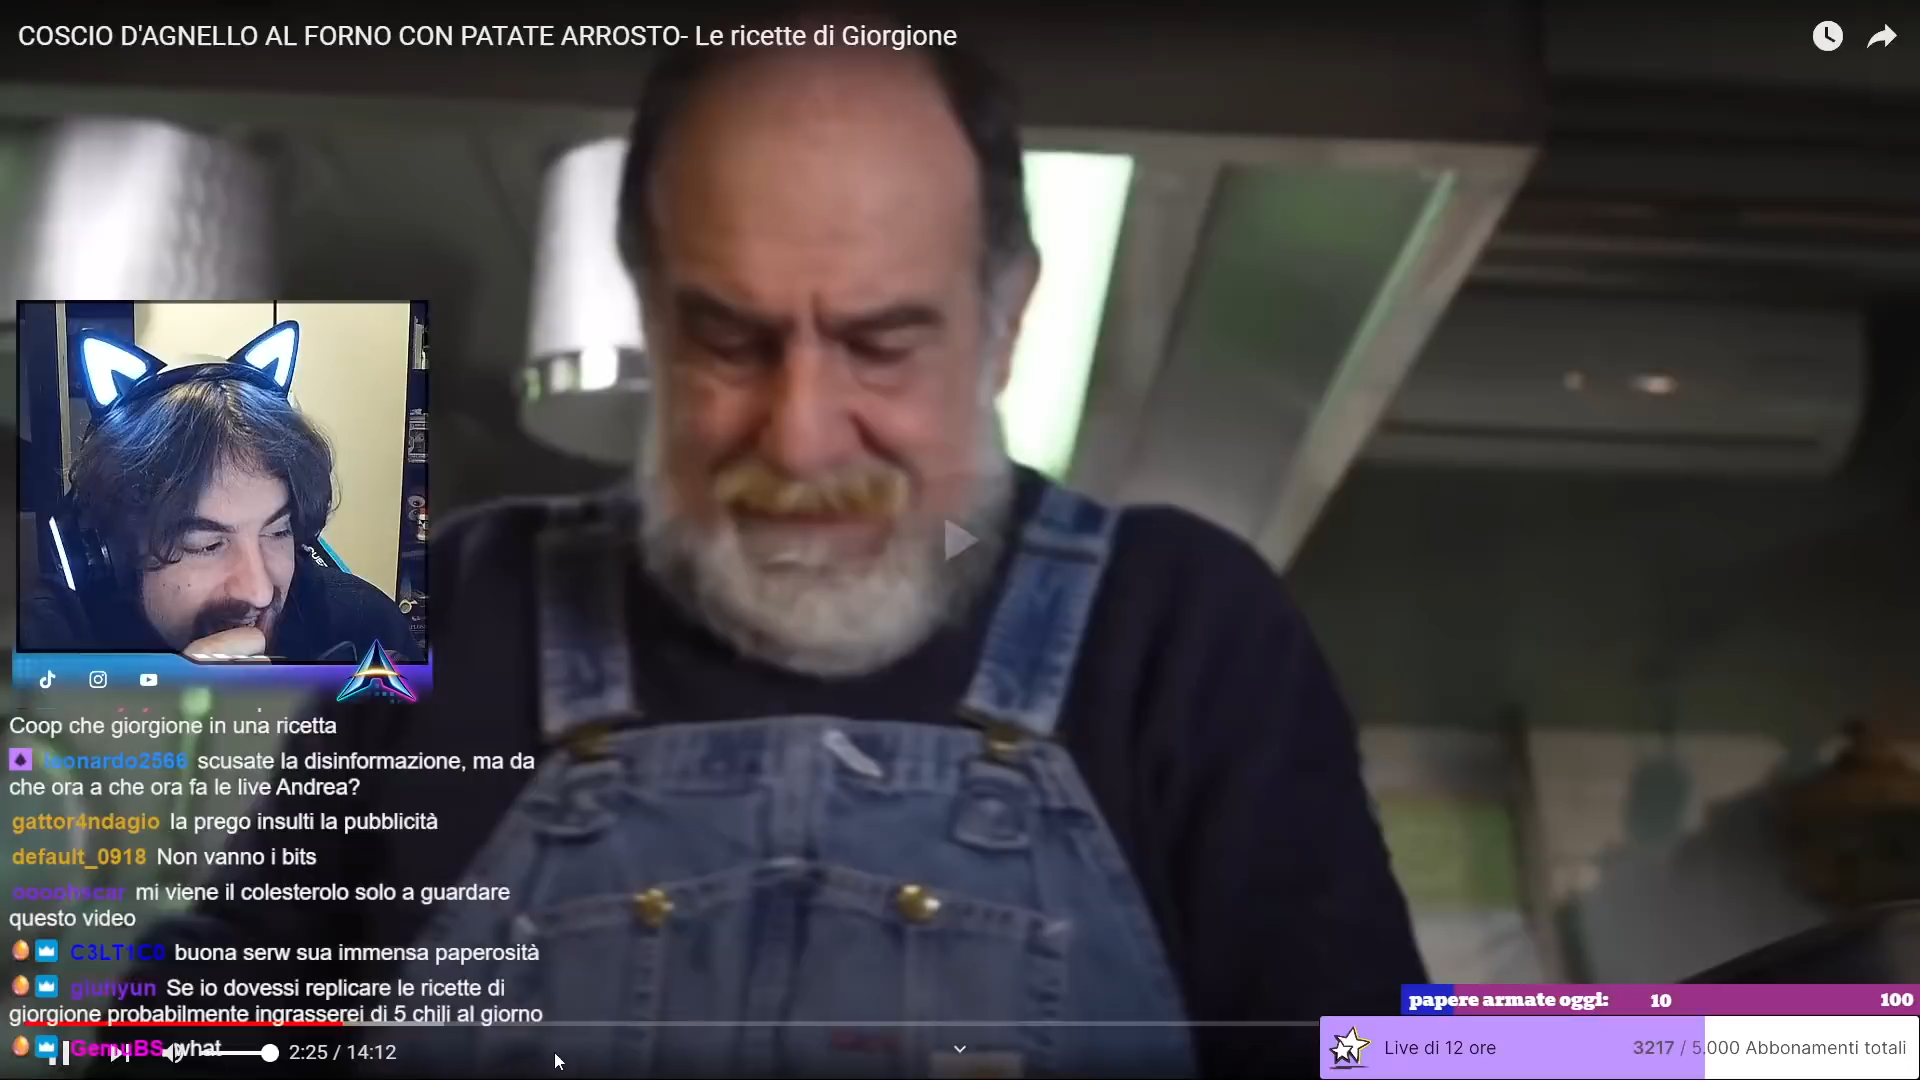 COSCIO D'AGNELLO AL FORNO CON PATATE ARROSTO- Le ricette di Giorgione
Coop che giorgione in una ricetta
leonardo2566 scusate la disinformazione, ma da
che ora a che ora fa le live Andrea?
gattor4ndagio la prego insulti la pubblicità
default_0918 Non vanno i bits
oooohscar mi viene il colesterolo solo a guardare
questo video
C3LT1C0 buona serw sua immensa paperosità
giuhyun Se io dovessi replicare le ricette di
giorgione probabilmente ingrasserei di 5 chili al giorno
GemuBS what
2:25 / 14:12
papere armate oggi: 10 100
Live di 12 ore 3217 / 5.000 Abbonamenti totali